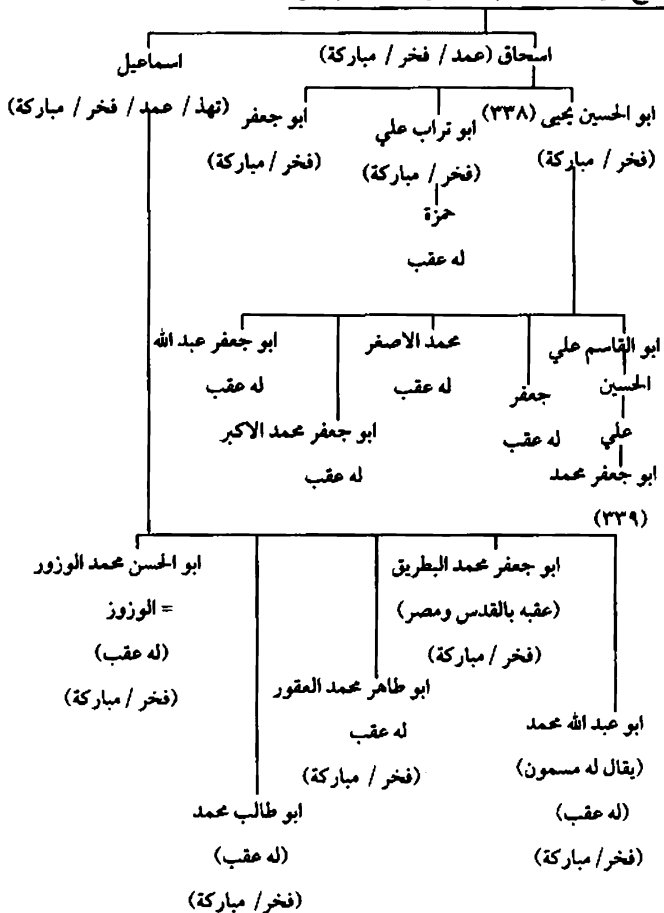 اسحاق (عمد / فخر / مباركة)
اسماعيل
(تهذ / عمد / فخر / مباركة)
ابو الحسين يحيى (٣٣٨)
(فخر / مباركة)
ابو تراب علي
(فخر / مباركة)
حمزة
له عقب
ابو جعفر
(فخر / مباركة)
ابو القاسم علي
الحسين
علي
ابو جعفر محمد
(٣٣٩)
جعفر
له عقب
محمد الاصغر
له عقب
ابو جعفر محمد الاكبر
له عقب
ابو جعفر عبد الله
له عقب
ابو عبد الله محمد
(يقال له مسمون)
(له عقب)
(فخر / مباركة)
ابو جعفر محمد البطريق
(عقبه بالقدس ومصر)
(فخر / مباركة)
ابو طاهر محمد العقور
له عقب
(فخر / مباركة)
ابو طالب محمد
(له عقب)
(فخر / مباركة)
ابو الحسن محمد الوزور
= الوزوز
(له عقب)
(فخر / مباركة)